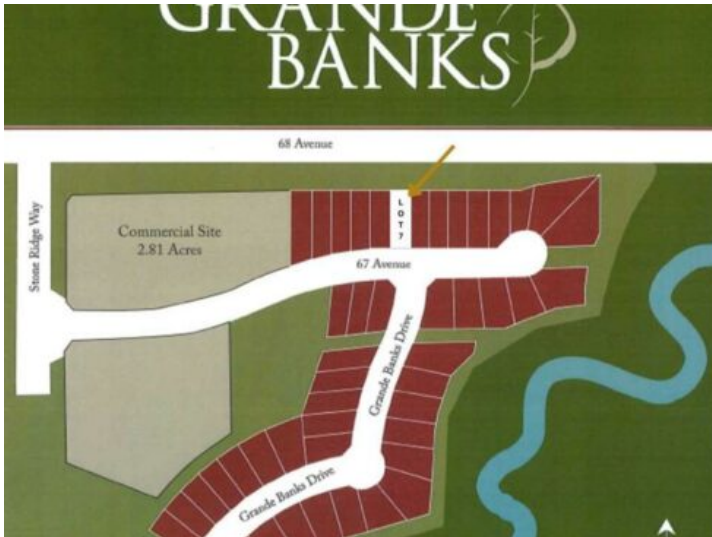 GRANDE
BANKS
68 Avenue
Stone Ridge Way
Commercial Site
2.81 Acres
LOT 7
67 Avenue
Grande Banks Drive
Grande Banks Drive